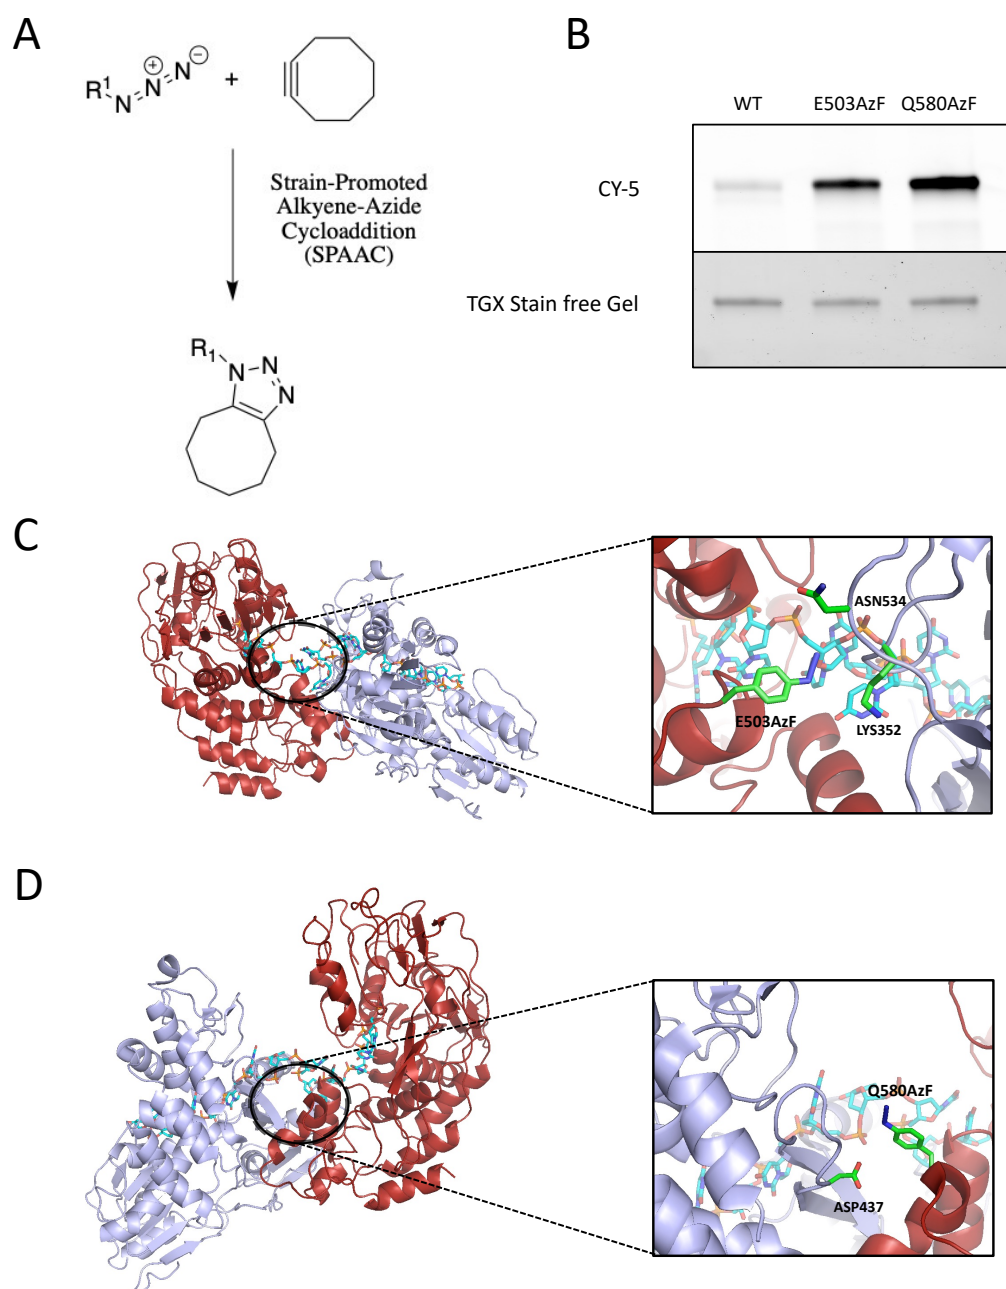 A
R1 N N + N −
+
Strain-Promoted
Alkyene-Azide
Cycloaddition
(SPAAC)
R1 N N N
B
WT E503AzF Q580AzF
CY-5
TGX Stain free Gel
C
ASN534
E503AzF
LYS352
D
Q580AzF
ASP437